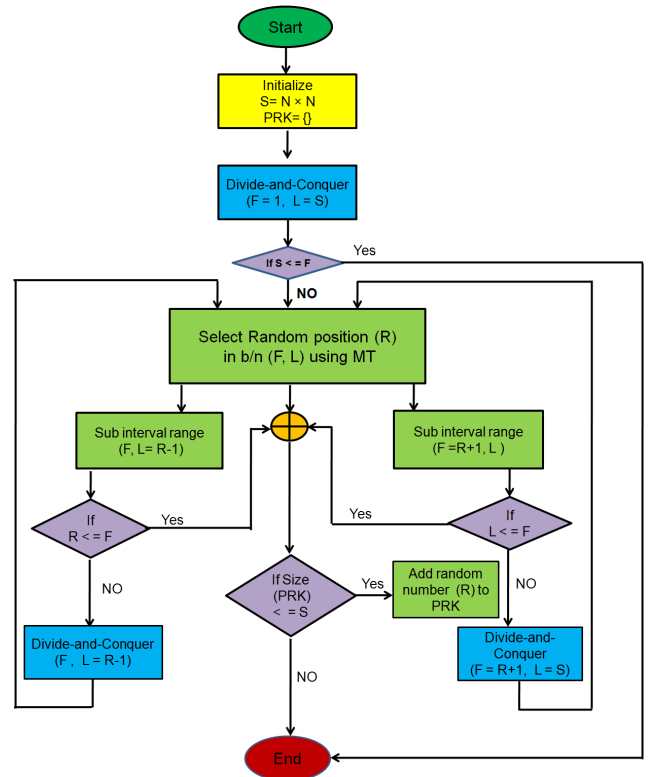 Start
Initialize
S= N × N
PRK= {}
Divide-and-Conquer
(F = 1, L = S)
If S < = F
Yes
NO
Select Random position (R)
in b/n (F, L) using MT
Sub interval range
(F, L= R-1)
Sub interval range
(F =R+1, L )
If
R < = F
Yes
Yes
If
L < = F
NO
If Size
(PRK)
< = S
Yes
Add random
number (R) to
PRK
NO
Divide-and-Conquer
(F , L = R-1)
Divide-and-
Conquer
(F = R+1, L = S)
NO
End